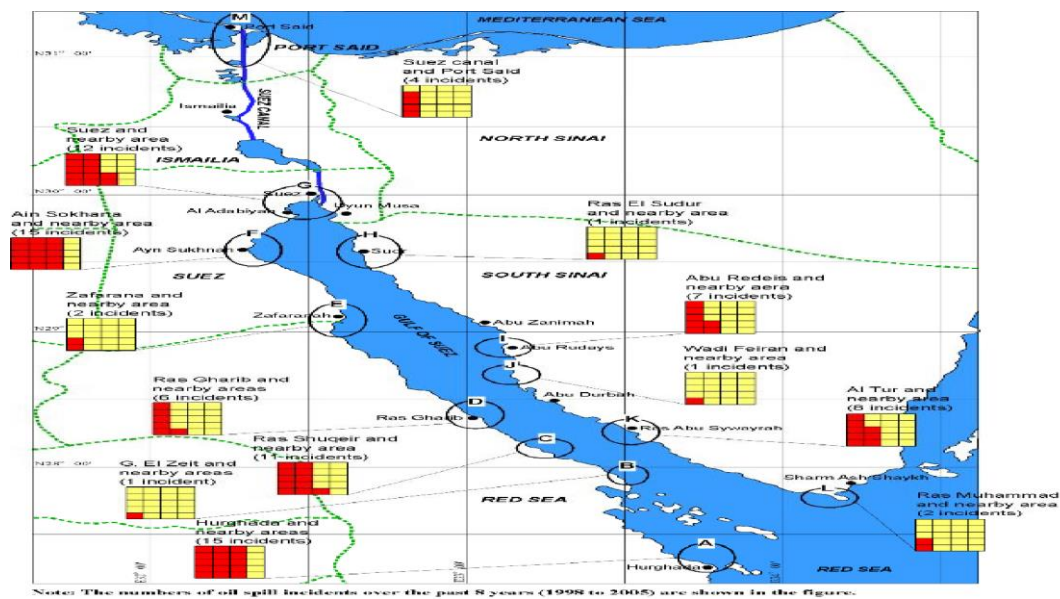 M
MEDITERRANEAN SEA
Port Said
PORT SAID
N31° 00'
Suez canal
and Port Said
(4 incidents)
Ismailia
SUEZ CANAL
NORTH SINAI
Suez and
nearby area
(12 incidents)
ISMAILIA
N30° 00'
G
Suez
Al Adabiyah
Uyun Musa
Ras El Sudur
and nearby area
(1 incidents)
Ain Sokhana
and nearby area
(15 incidents)
F
H
Ayn Sukhnah
Sudr
SUEZ
SOUTH SINAI
Abu Redeis and
nearby aera
(7 incidents)
Zafarana and
nearby area
(2 incidents)
E
Zafaranah
GULF OF SUEZ
Abu Zanimah
N29°
I
Abu Rudays
Wadi Feiran and
nearby area
(1 incidents)
J
Ras Gharib and
nearby areas
(6 incidents)
Abu Durbah
Al Tur and
nearby area
D
Ras Gharib
K
Ras Abu Sywayrah
Ras Shuqeir and
nearby area
(11 incidents)
C
N28° 00'
B
G. El Zeit and
nearby areas
(1 incident)
RED SEA
Sharm Ash Shaykh
L
Ras Muhammad
and nearby area
(2 incidents)
Hurghada and
nearby areas
(15 incidents)
A
Hurghada
RED SEA
Note: The numbers of oil spill incidents over the past 8 years (1998 to 2005) are shown in the figure.